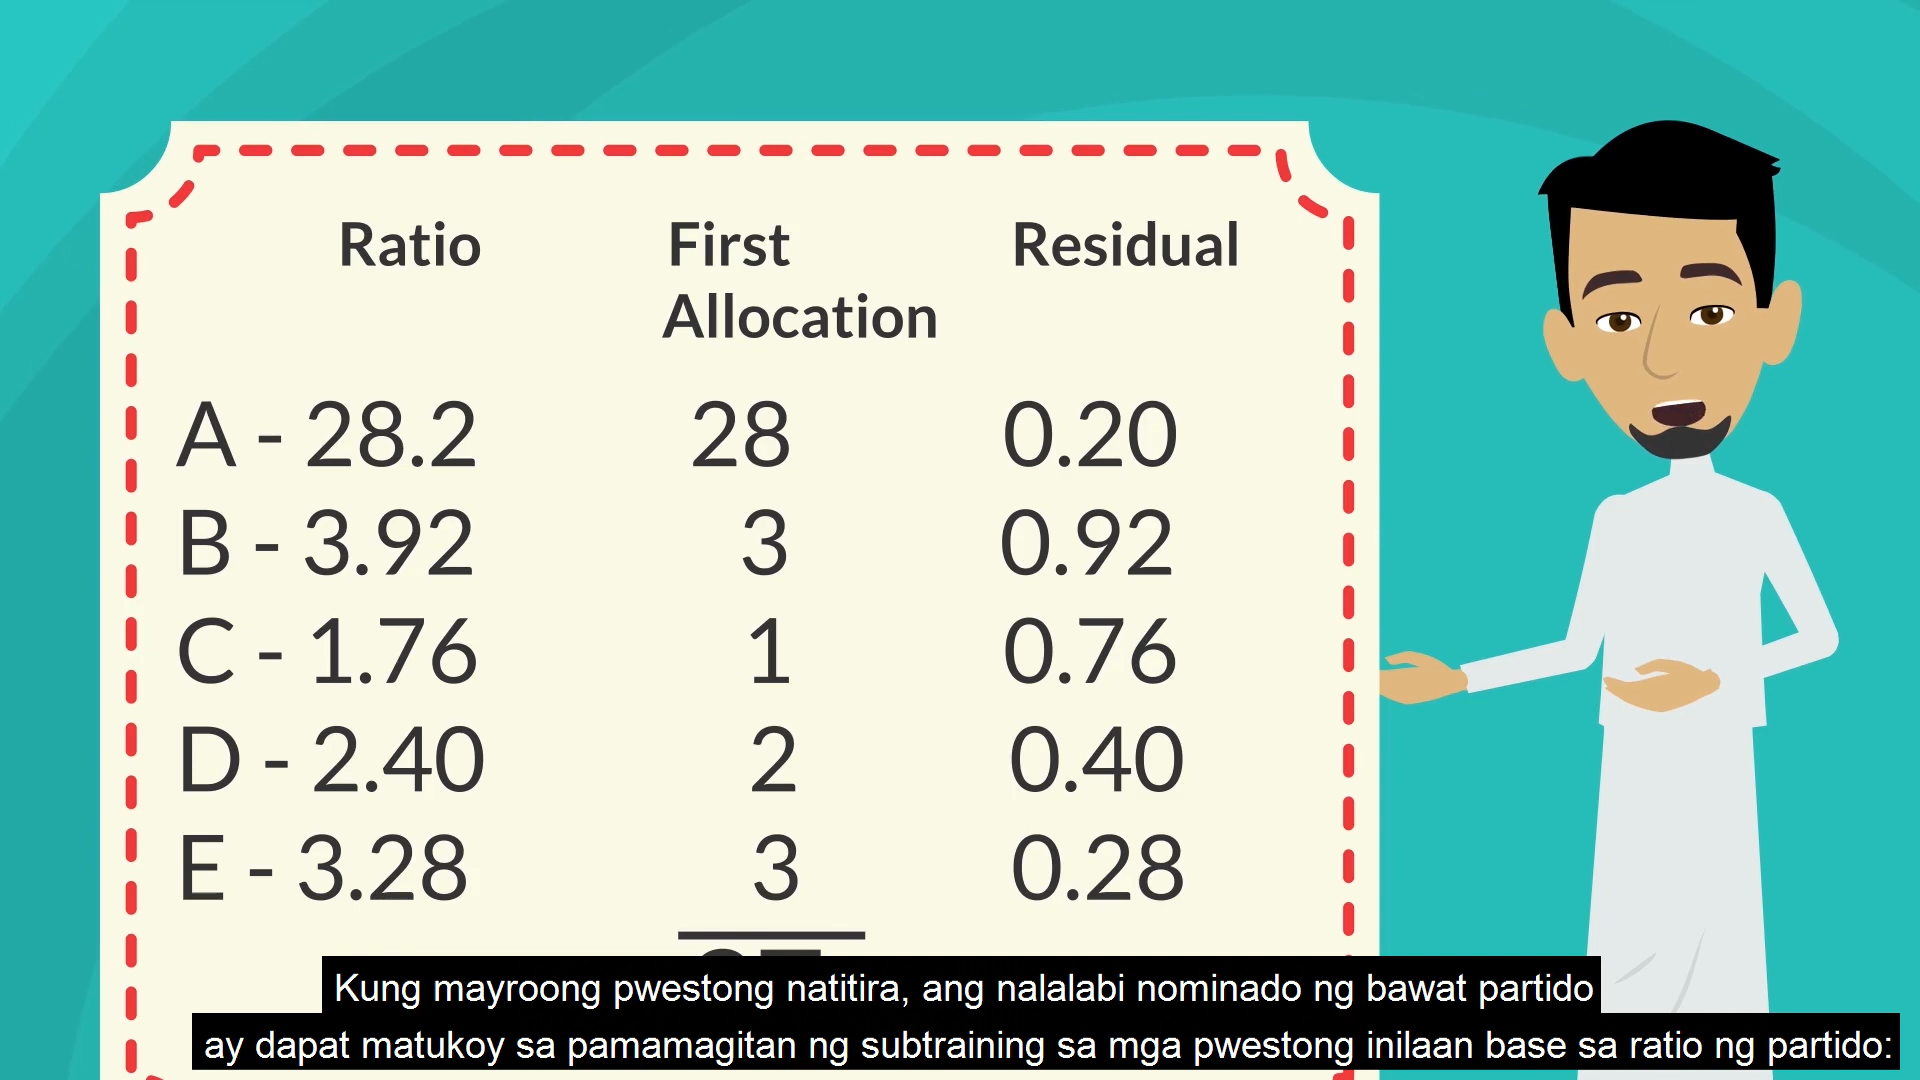 Ratio First Residual
Allocation
A - 28.2 28 0.20
B - 3.92 3 0.92
C - 1.76 1 0.76
D - 2.40 2 0.40
E - 3.28 3 0.28
Kung mayroong pwestong natitira, ang nalalabi nominado ng bawat partido
ay dapat matukoy sa pamamagitan ng subtraining sa mga pwestong inilaan base sa ratio ng partido: